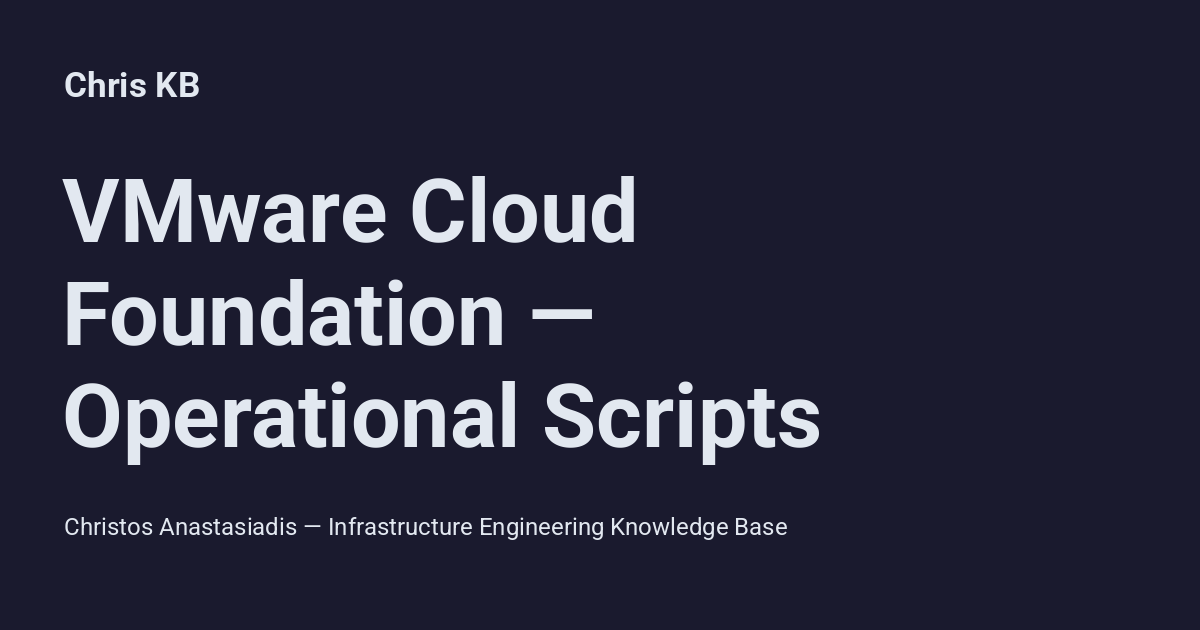 Chris KB
VMware Cloud
Foundation —
Operational Scripts
Christos Anastasiadis — Infrastructure Engineering Knowledge Base